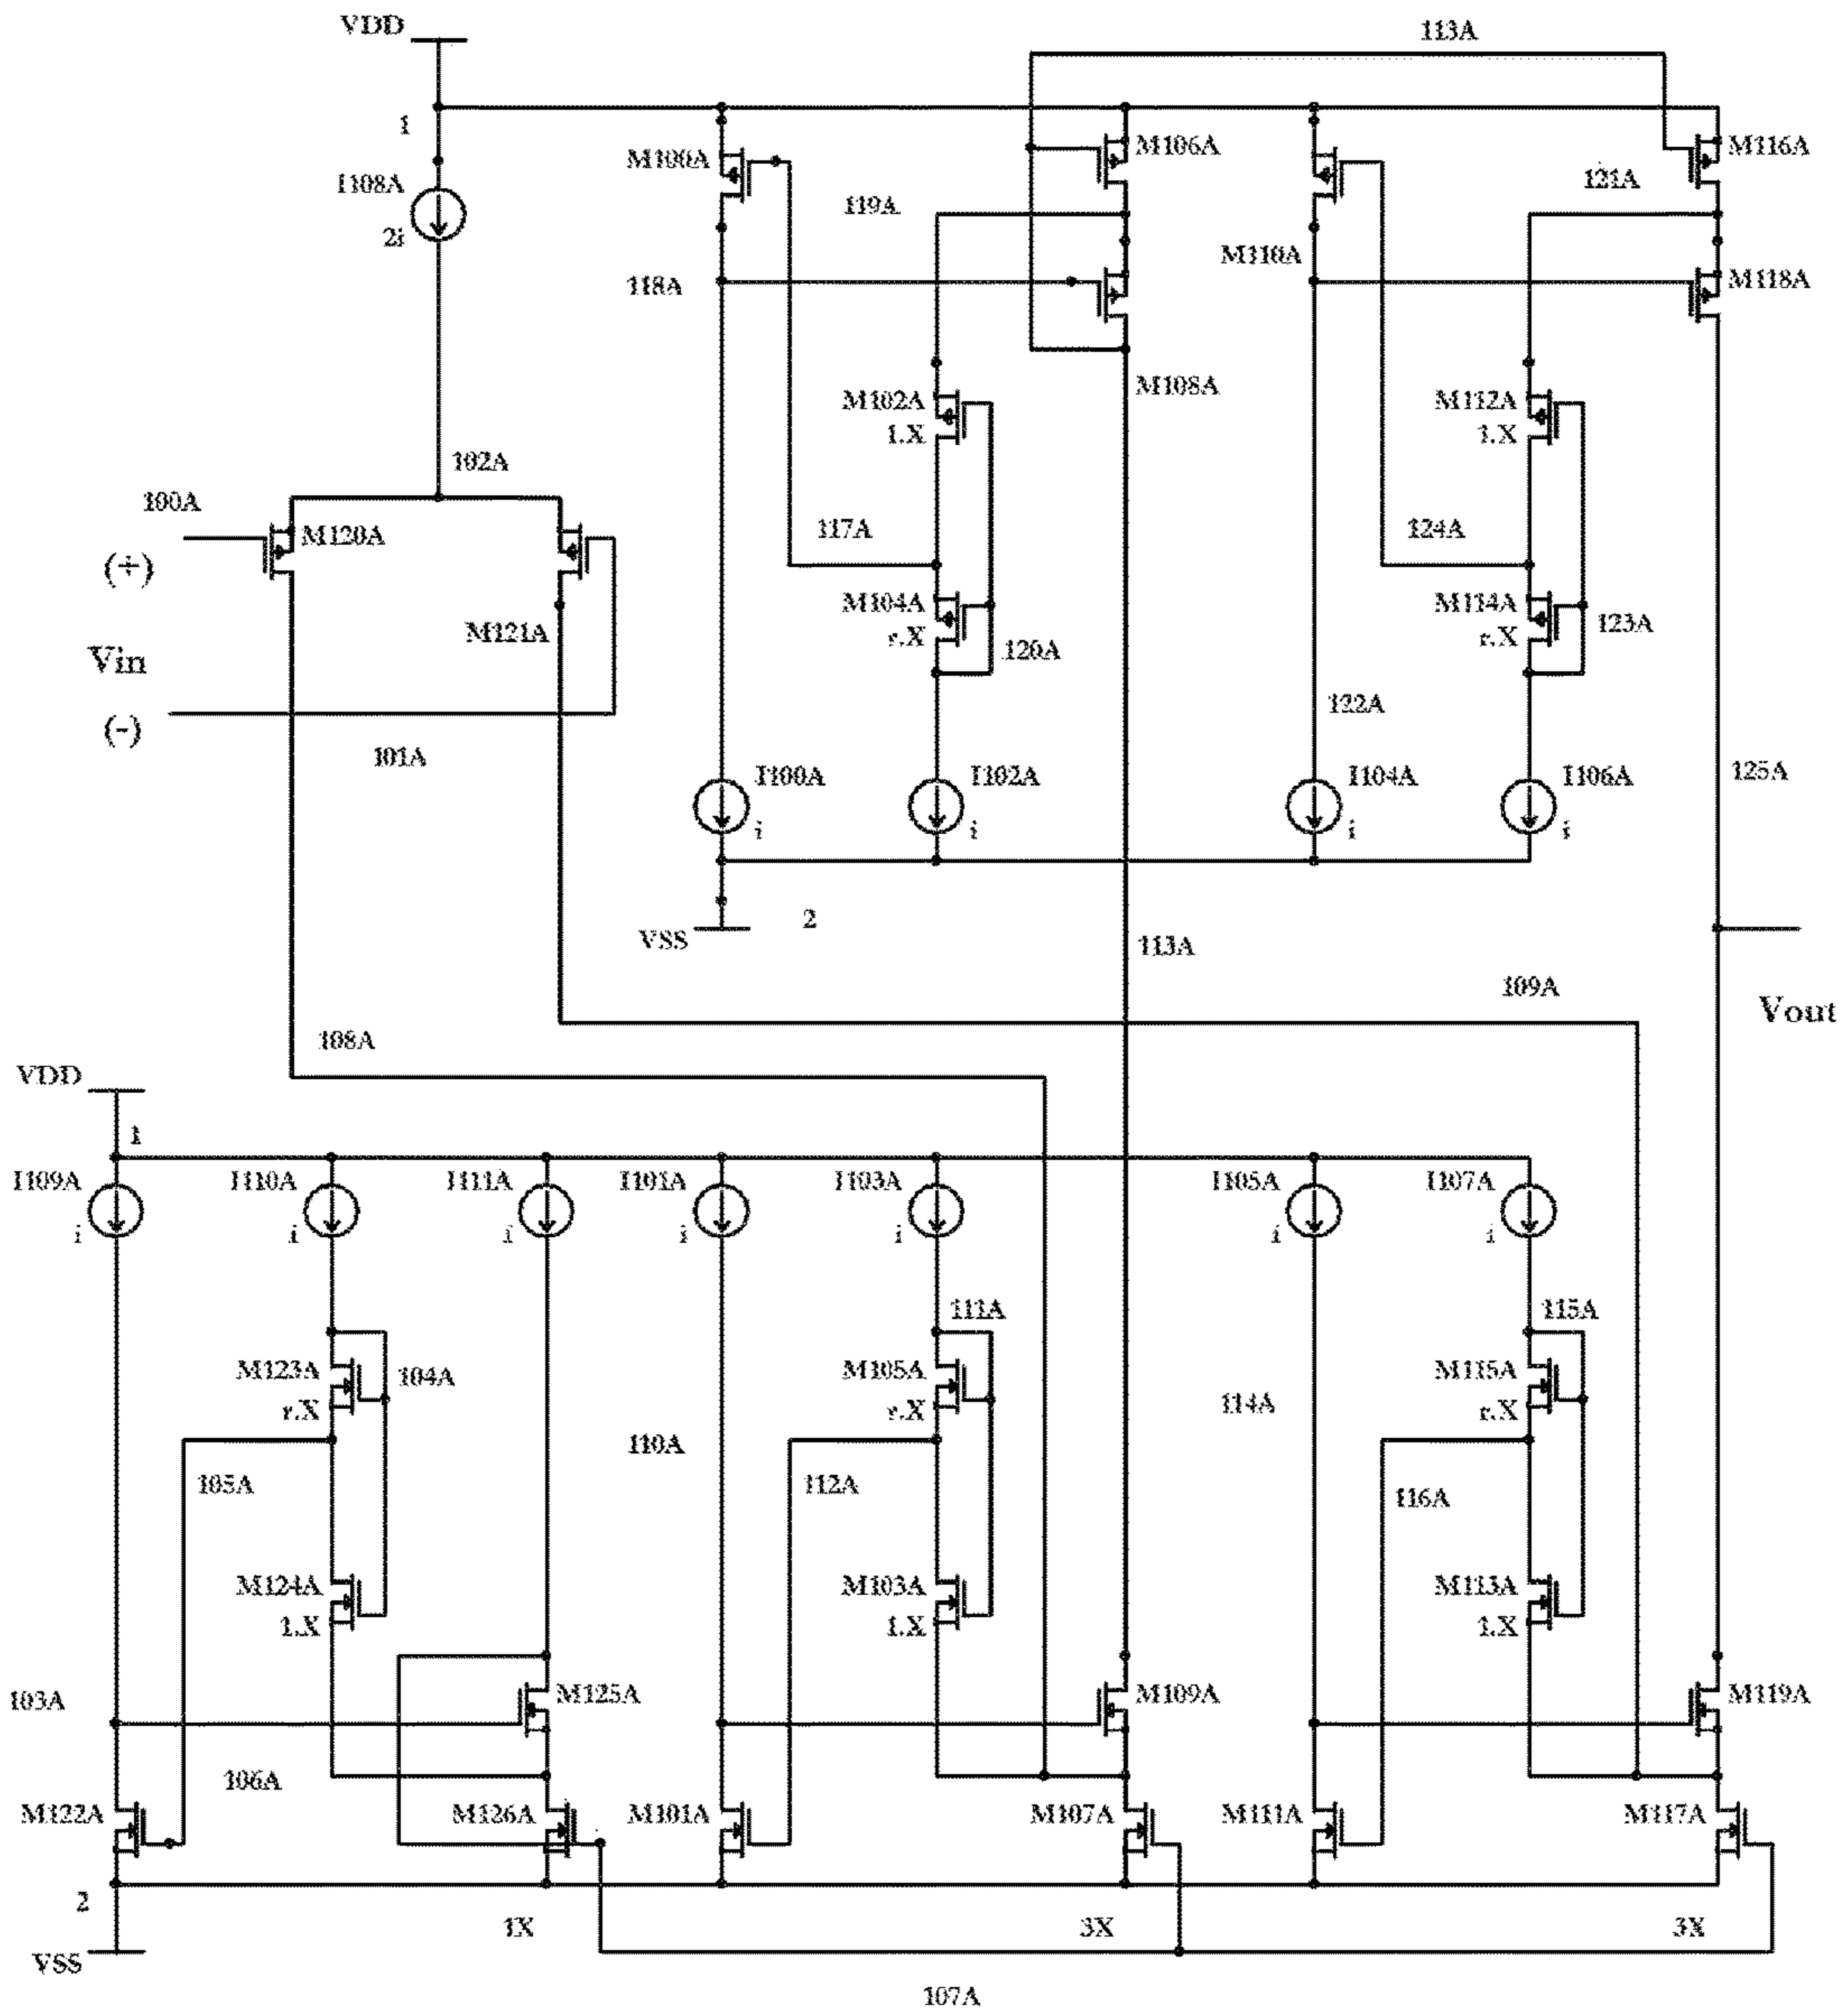 VDD
113A
1
M100A
M106A
M116A
I108A
2i
119A
121A
118A
M110A
M118A
M102A
1.X
M108A
M112A
1.X
102A
100A
M120A
117A
124A
(+)
M104A
r.X
M114A
r.X
M121A
120A
123A
Vin
(-)
122A
101A
I100A
i
I102A
i
I104A
i
I106A
i
125A
2
VSS
113A
109A
Vout
108A
VDD
1
I109A
i
I110A
i
I111A
i
I101A
i
I103A
i
I105A
i
I107A
i
111A
115A
M123A
r.X
104A
M105A
r.X
M115A
r.X
114A
110A
105A
112A
116A
M124A
1.X
M103A
1.X
M113A
1.X
103A
M125A
M109A
M119A
106A
M122A
M126A
M101A
M107A
M111A
M117A
2
1X
3X
3X
VSS
107A